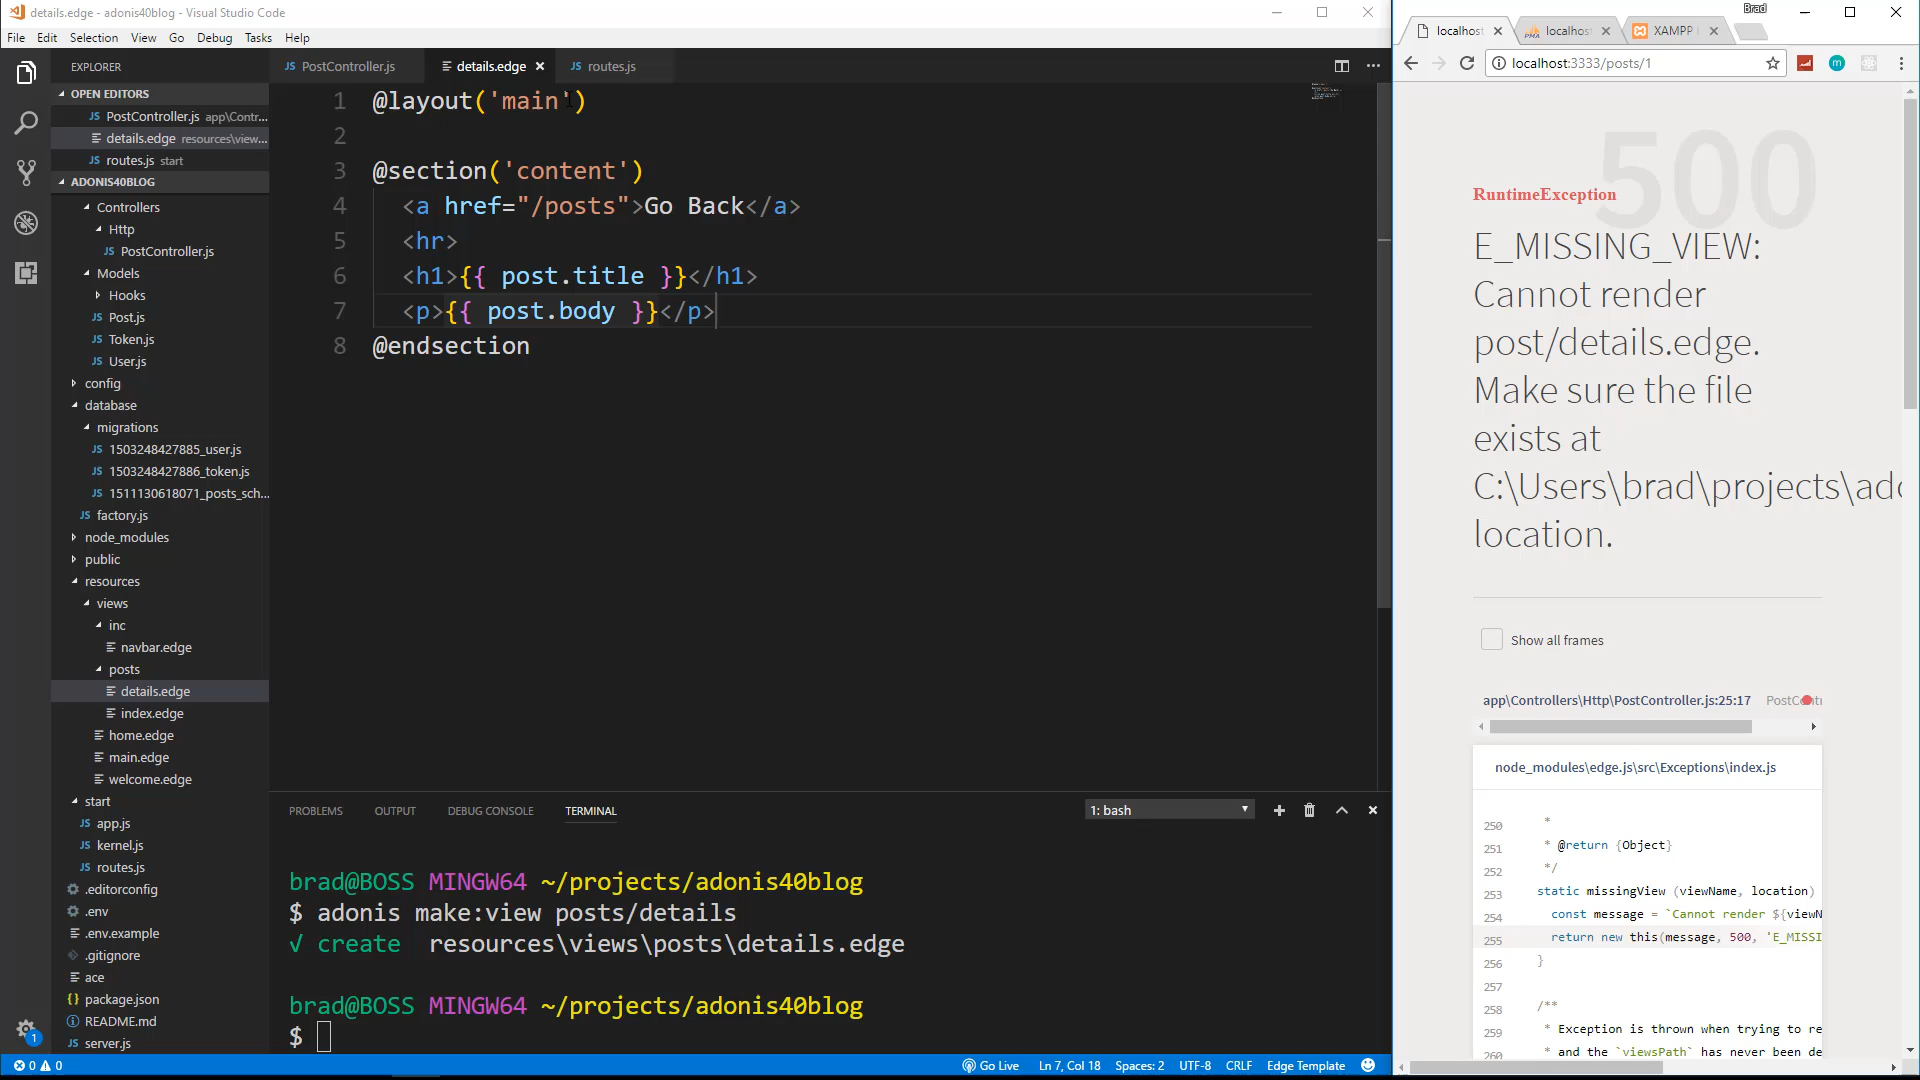 details.edge - adonis40blog - Visual Studio Code
File Edit Selection View Go Debug Tasks Help
EXPLORER
OPEN EDITORS
PostController.js app\Contr...
details.edge resources\view...
routes.js start
ADONIS40BLOG
Controllers
Http
PostController.js
Models
Hooks
Post.js
Token.js
User.js
config
database
migrations
1503248427885_user.js
1503248427886_token.js
1511130618071_posts_sch...
factory.js
node_modules
public
resources
views
inc
navbar.edge
posts
details.edge
index.edge
home.edge
main.edge
welcome.edge
start
app.js
kernel.js
routes.js
.editorconfig
.env
.env.example
.gitignore
ace
package.json
README.md
server.js
PostController.js details.edge routes.js
1 @layout('main')
2
3 @section('content')
4 <a href="/posts">Go Back</a>
5 <hr>
6 <h1>{{ post.title }}</h1>
7 <p>{{ post.body }}</p>
8 @endsection
PROBLEMS OUTPUT DEBUG CONSOLE TERMINAL 1: bash
brad@BOSS MINGW64 ~/projects/adonis40blog
$ adonis make:view posts/details
√ create resources\views\posts\details.edge
brad@BOSS MINGW64 ~/projects/adonis40blog
$
0 0 Go Live Ln 7, Col 18 Spaces: 2 UTF-8 CRLF Edge Template
1
Brad
localhost localhos XAMPP
localhost:3333/posts/1
500
RuntimeException
E_MISSING_VIEW:
Cannot render
post/details.edge.
Make sure the file
exists at
C:\Users\brad\projects\ado
location.
Show all frames
app\Controllers\Http\PostController.js:25:17 PostContr
node_modules\edge.js\src\Exceptions\index.js
250 *
251 * @return {Object}
252 */
253 static missingView (viewName, location)
254 const message = `Cannot render ${viewN
255 return new this(message, 500, 'E_MISSI
256 }
257
258 /**
259 * Exception is thrown when trying to re
260 * and the `viewsPath` has never been de